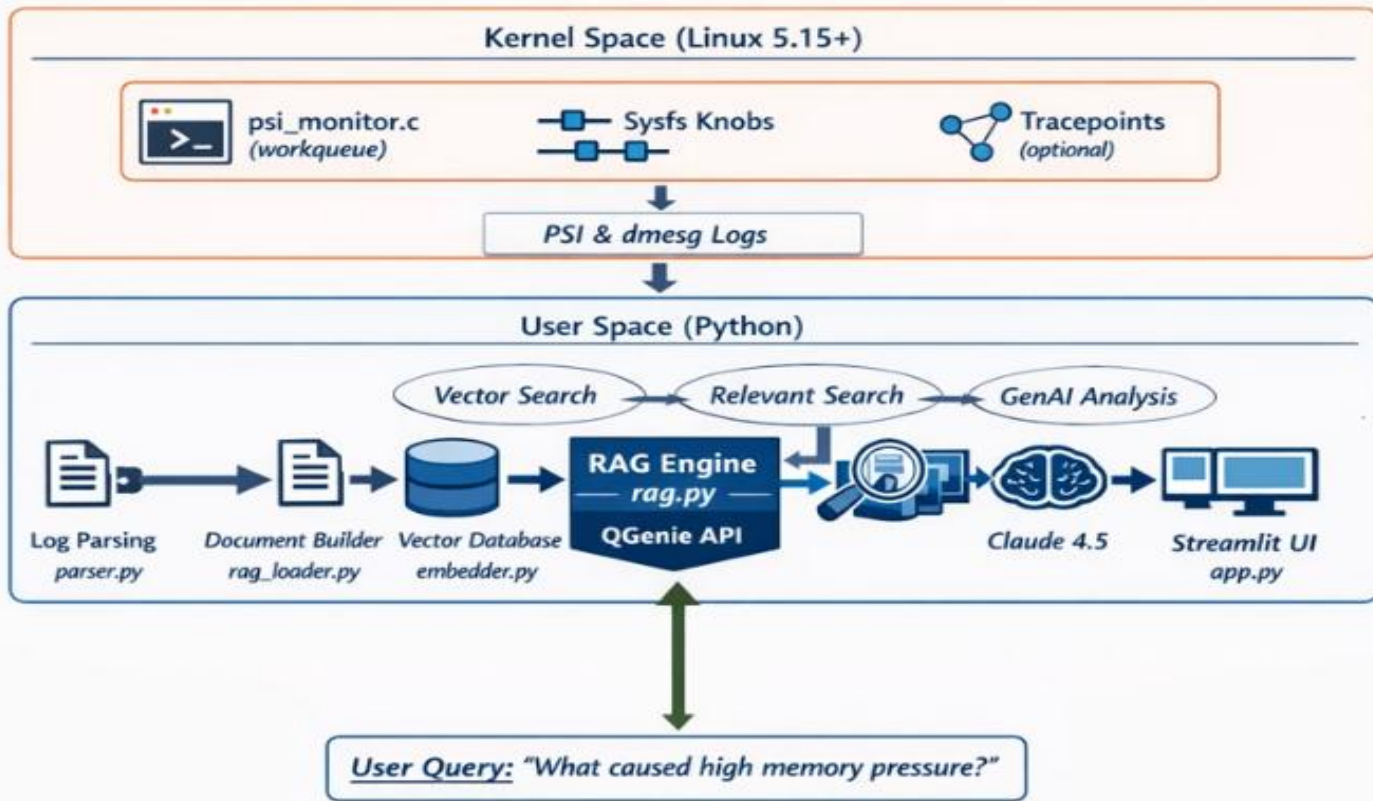 Kernel Space (Linux 5.15+)
>_
psi_monitor.c
(workqueue)
Sysfs Knobs
Tracepoints
(optional)
PSI & dmesg Logs
User Space (Python)
Vector Search
Relevant Search
GenAI Analysis
RAG Engine
rag.py
QGenie API
Log Parsing
parser.py
Document Builder
rag_loader.py
Vector Database
embedder.py
Claude 4.5
Streamlit UI
app.py
User Query: "What caused high memory pressure?"